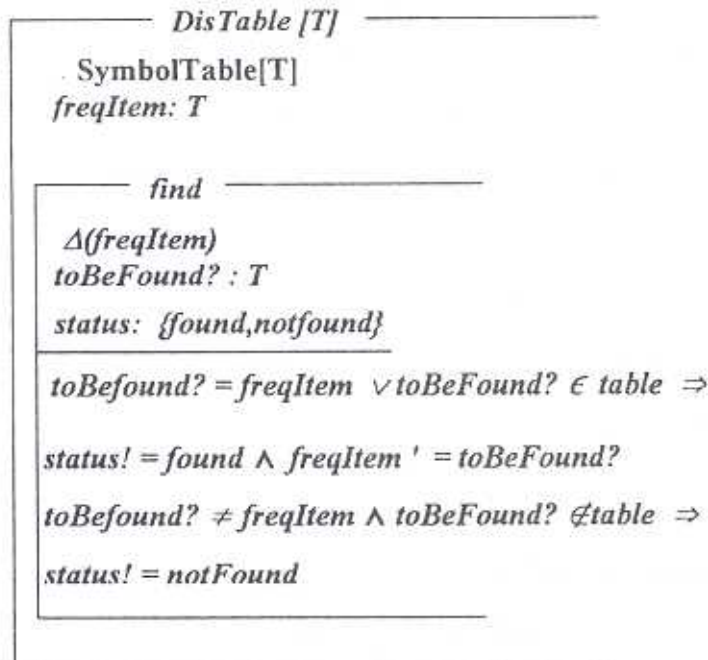 DisTable [T]
SymbolTable[T]
freqItem: T
find
Δ(freqItem)
toBeFound? : T
status: {found,notfound}
toBefound? = freqItem ∨ toBeFound? ∈ table ⇒
status! = found ∧ freqItem ' = toBeFound?
toBefound? ≠ freqItem ∧ toBeFound? ∉table ⇒
status! = notFound